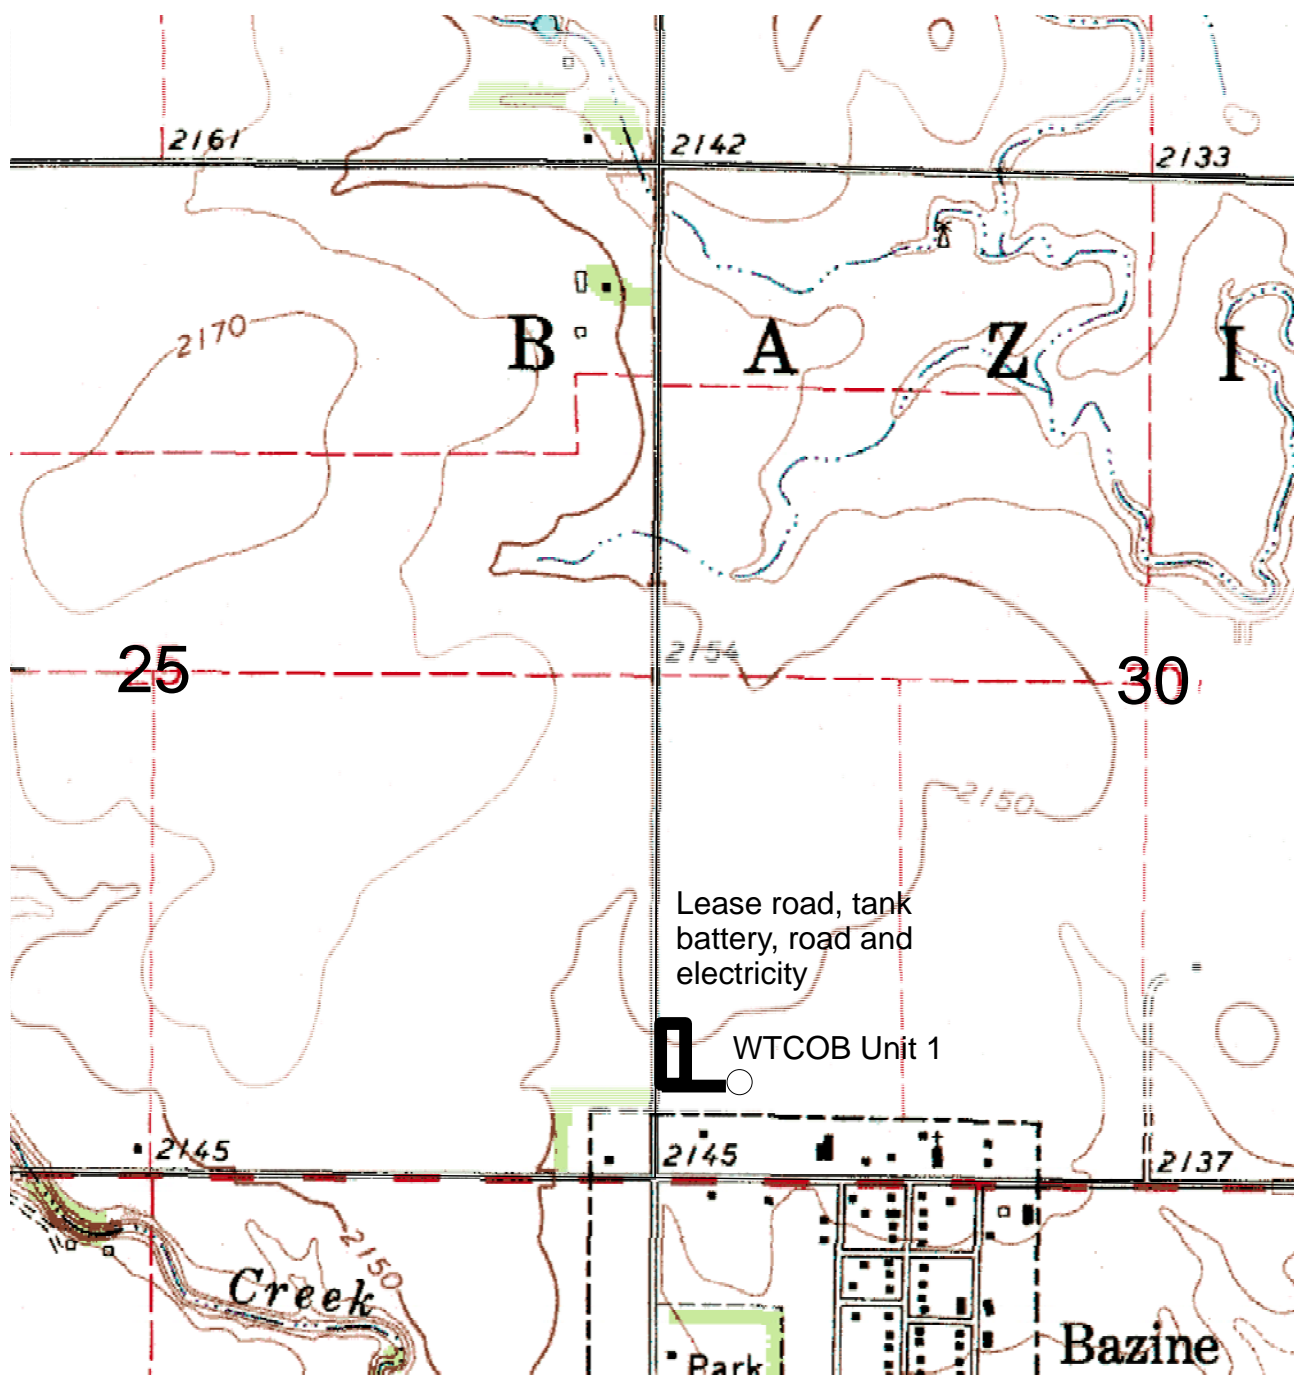 2161
2142
2133
2170
B A Z I
2154
25
30
2150
Lease road, tank
battery, road and
electricity
WTCOB Unit 1
2145
2145
2137
2150
Creek
Bazine
Park